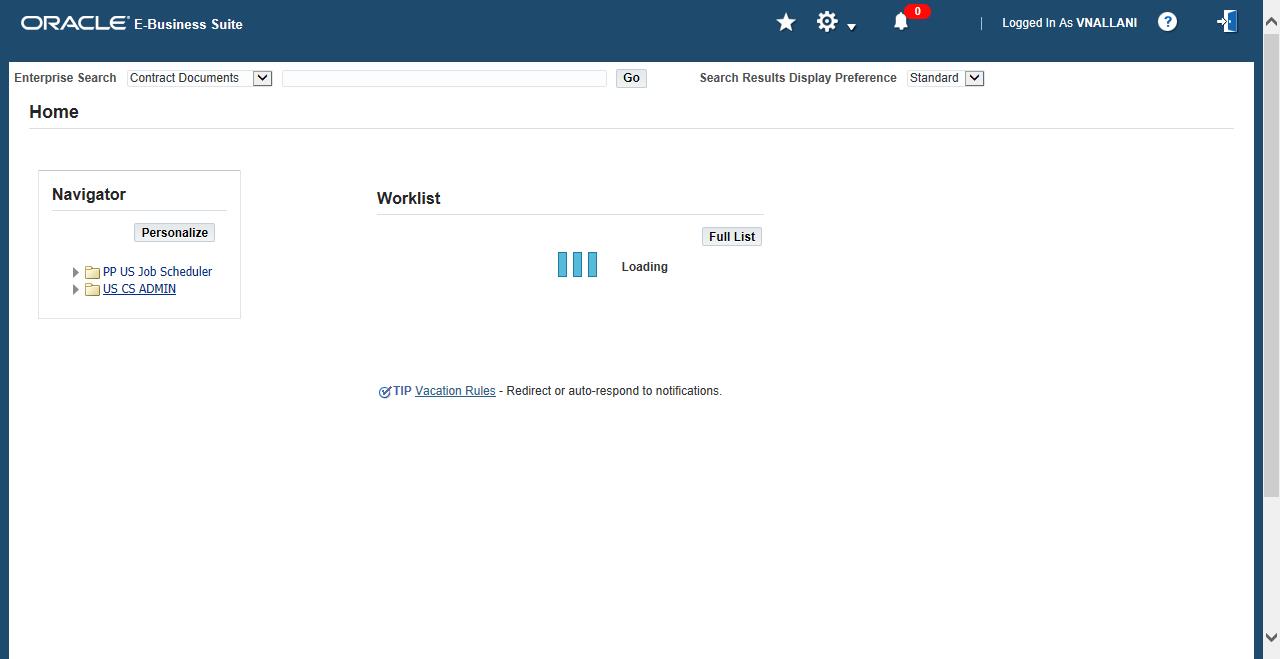 ORACLE E-Business Suite
0
Logged In As VNALLANI
?
Enterprise Search Contract Documents Go Search Results Display Preference Standard
Home
Navigator
Personalize
PP US Job Scheduler
US CS ADMIN
Worklist
Full List
Loading
TIP Vacation Rules - Redirect or auto-respond to notifications.